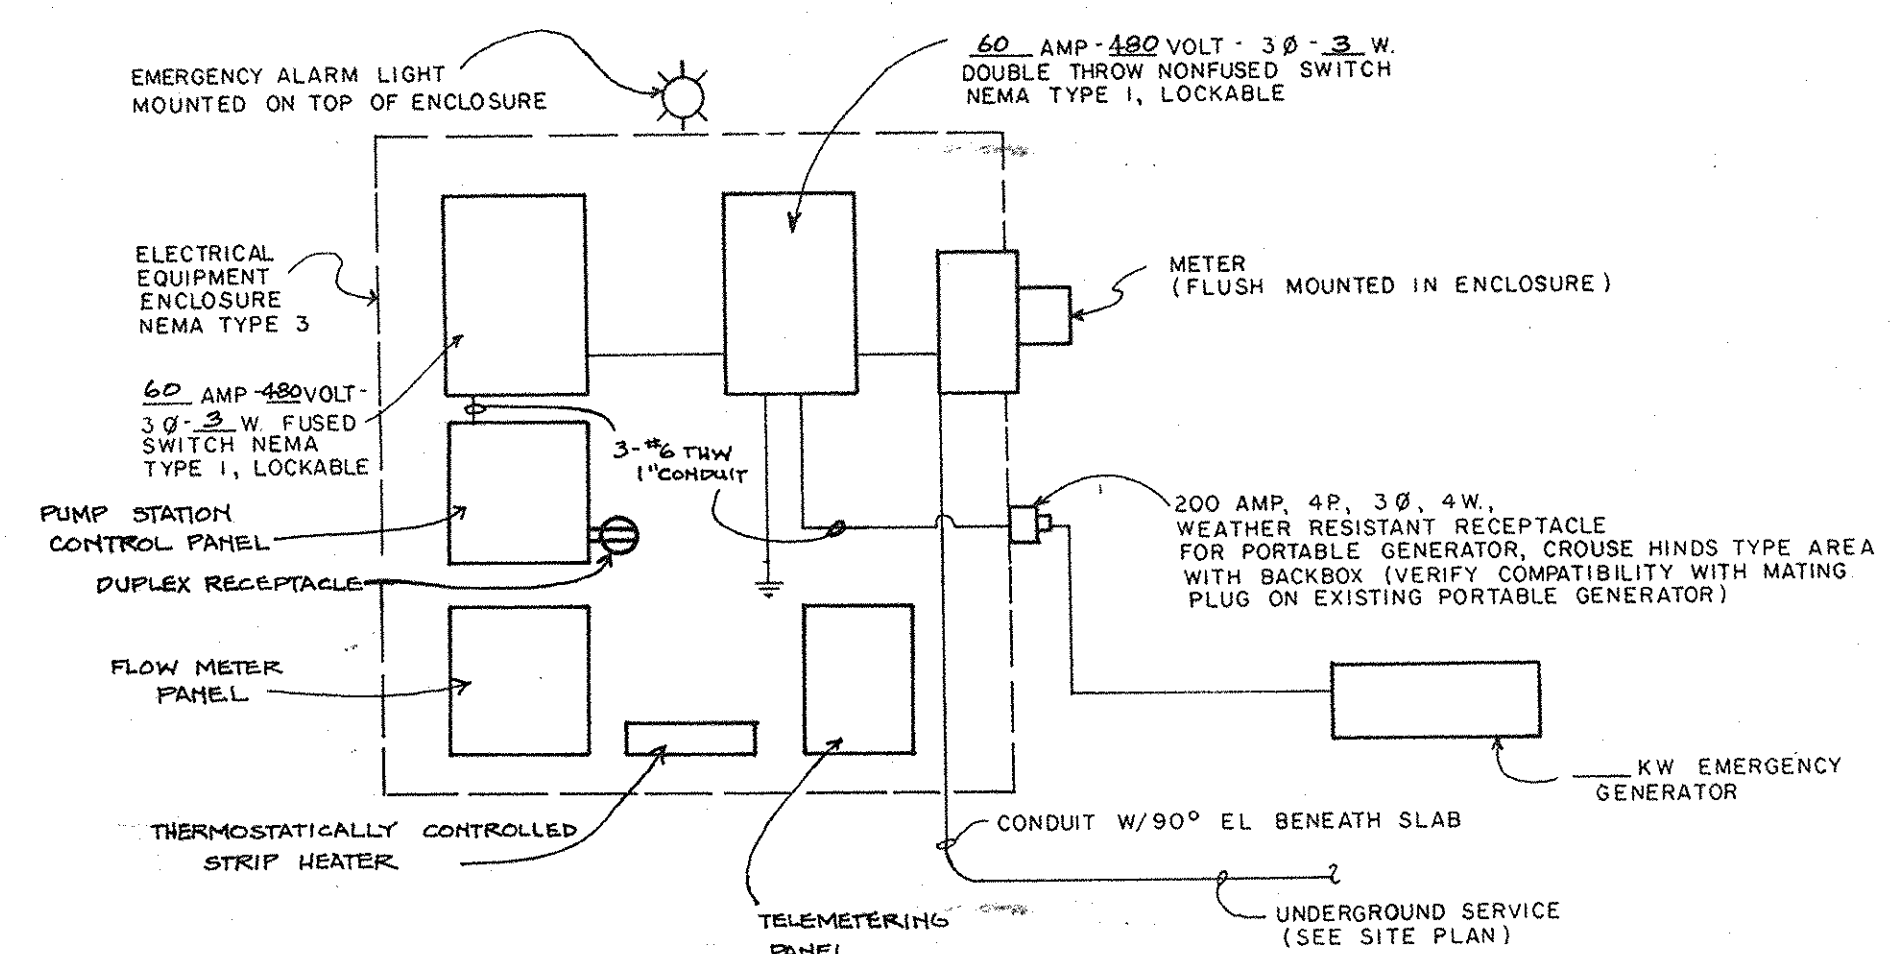 EMERGENCY ALARM LIGHT
MOUNTED ON TOP OF ENCLOSURE
60 AMP - 480 VOLT - 3 Ø - 3 W.
DOUBLE THROW NONFUSED SWITCH
NEMA TYPE 1, LOCKABLE
ELECTRICAL
EQUIPMENT
ENCLOSURE
NEMA TYPE 3
METER
(FLUSH MOUNTED IN ENCLOSURE)
60 AMP - 480 VOLT -
3 Ø - 3 W. FUSED
SWITCH NEMA
TYPE 1, LOCKABLE
3-#6 THW
1" CONDUIT
PUMP STATION
CONTROL PANEL
DUPLEX RECEPTACLE
200 AMP, 4P, 3 Ø, 4W.,
WEATHER RESISTANT RECEPTACLE
FOR PORTABLE GENERATOR, CROUSE HINDS TYPE AREA
WITH BACKBOX (VERIFY COMPATIBILITY WITH MATING
PLUG ON EXISTING PORTABLE GENERATOR)
FLOW METER
PANEL
____ KW EMERGENCY
GENERATOR
THERMOSTATICALLY CONTROLLED
STRIP HEATER
CONDUIT W/90° EL BENEATH SLAB
TELEMETERING
PANEL
UNDERGROUND SERVICE
(SEE SITE PLAN)